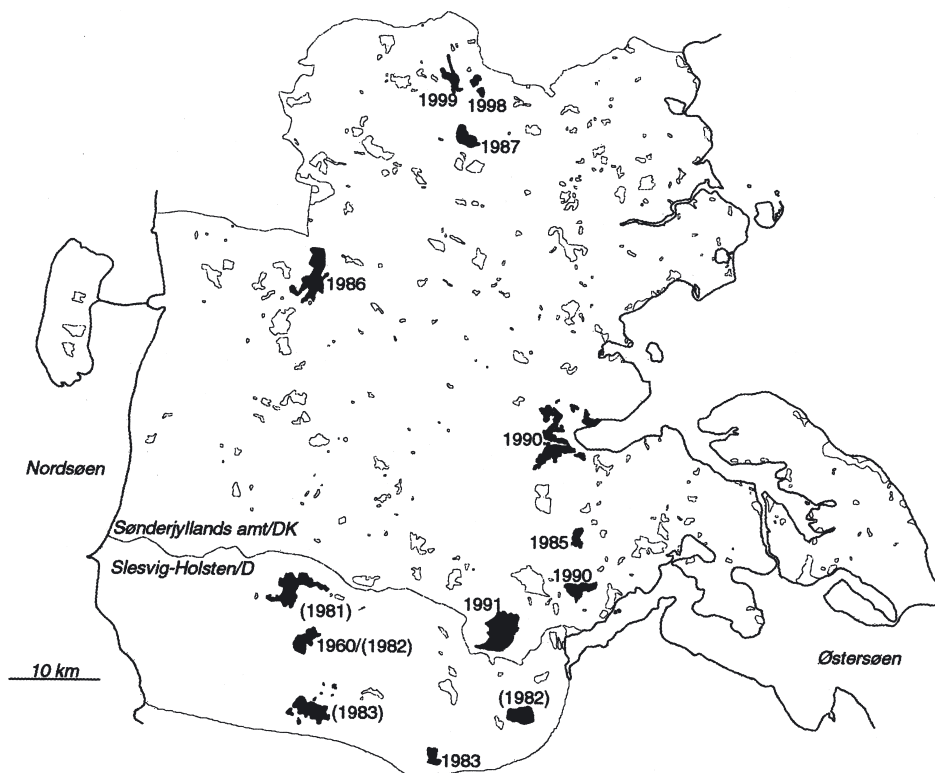 1999
1998
1987
1986
1990
Nordsøen
Sønderjyllands amt/DK
1985
Slesvig-Holsten/D
1990
(1981)
1991
1960/(1982)
Østersøen
10 km
(1982)
(1983)
1983